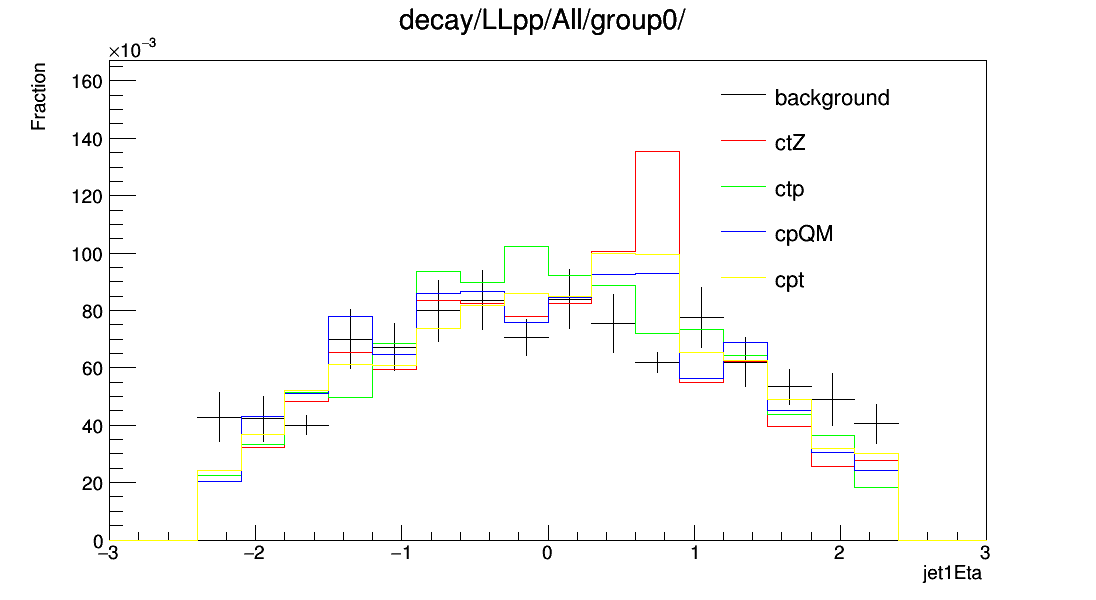 decay/LLpp/All/group0/
×10⁻³
Fraction
160
140
120
100
80
60
40
20
0
background
ctZ
ctp
cpQM
cpt
−3 −2 −1 0 1 2 3
jet1Eta